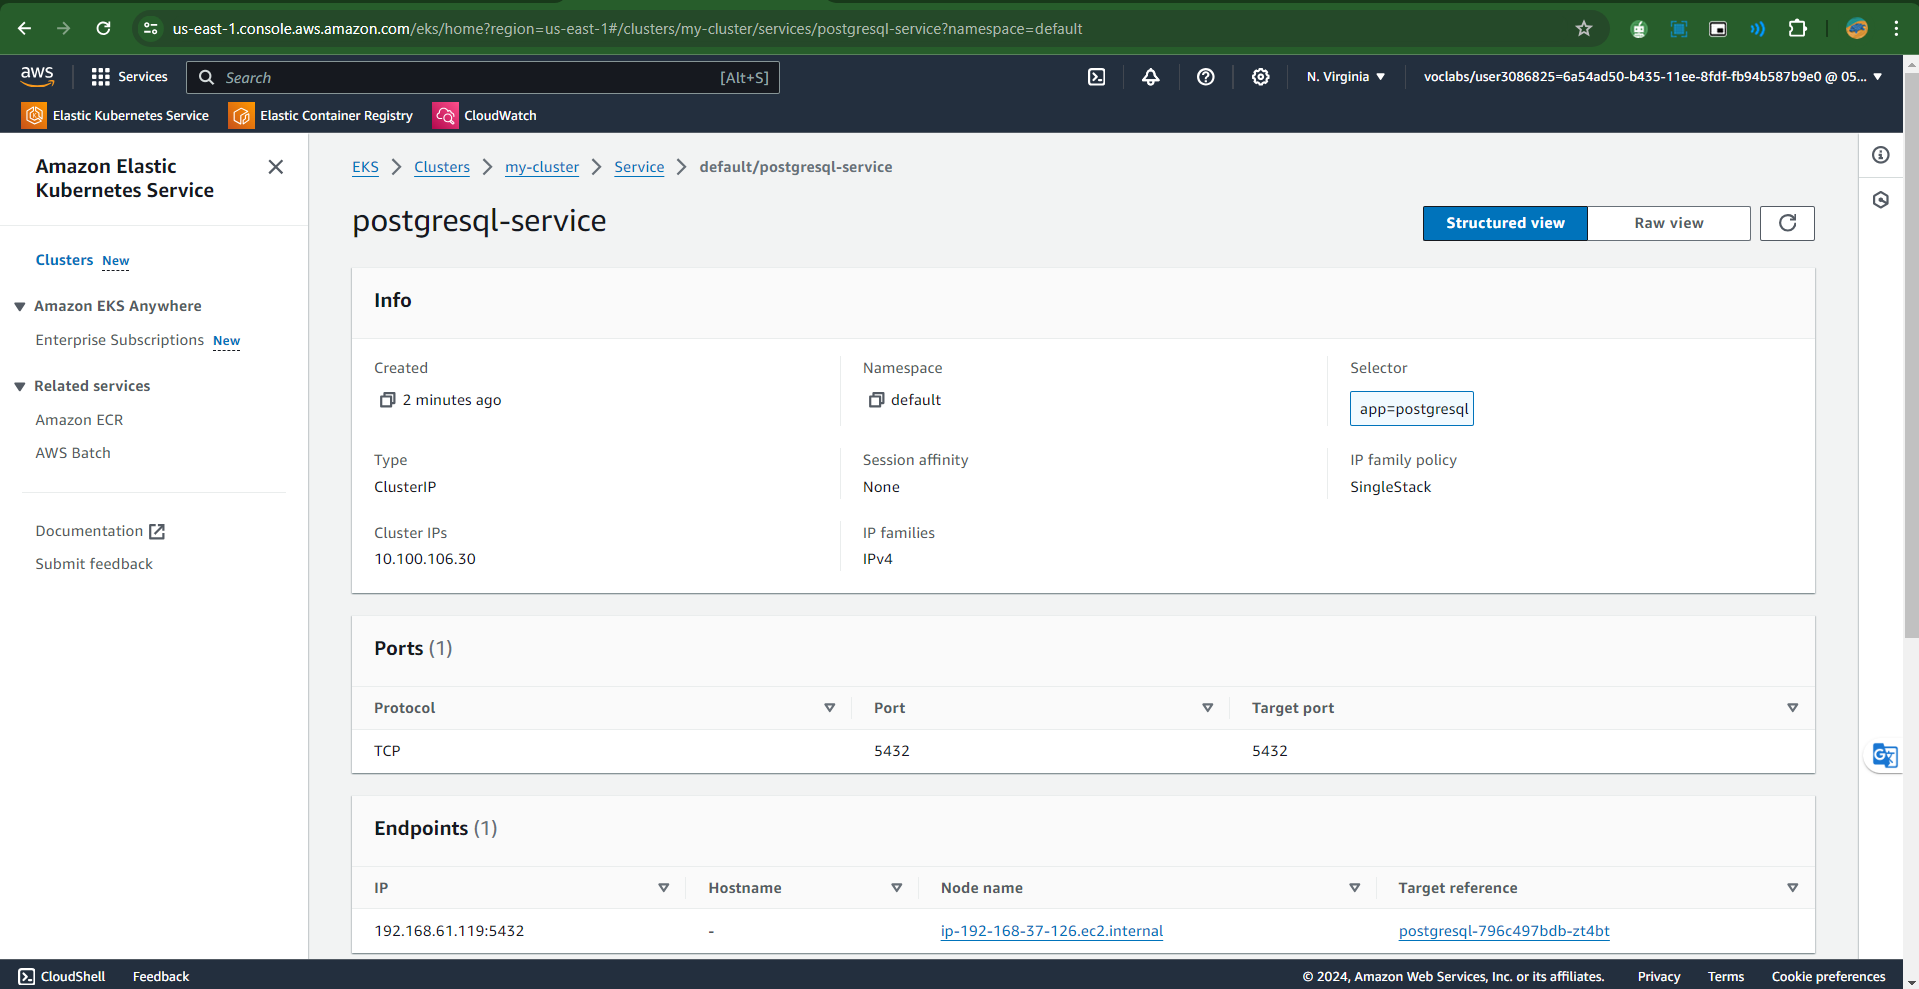 us-east-1.console.aws.amazon.com/eks/home?region=us-east-1#/clusters/my-cluster/services/postgresql-service?namespace=default
aws Services Search [Alt+S] N. Virginia voclabs/user3086825=6a54ad50-b435-11ee-8fdf-fb94b587b9e0 @ 05...
Elastic Kubernetes Service Elastic Container Registry CloudWatch
Amazon Elastic
Kubernetes Service
Clusters New
Amazon EKS Anywhere
Enterprise Subscriptions New
Related services
Amazon ECR
AWS Batch
Documentation
Submit feedback
EKS Clusters my-cluster Service default/postgresql-service
postgresql-service
Structured view Raw view
Info
Created Namespace Selector
2 minutes ago default app=postgresql
Type Session affinity IP family policy
ClusterIP None SingleStack
Cluster IPs IP families
10.100.106.30 IPv4
Ports (1)
Protocol Port Target port
TCP 5432 5432
Endpoints (1)
IP Hostname Node name Target reference
192.168.61.119:5432 - ip-192-168-37-126.ec2.internal postgresql-796c497bdb-zt4bt
CloudShell Feedback © 2024, Amazon Web Services, Inc. or its affiliates. Privacy Terms Cookie preferences